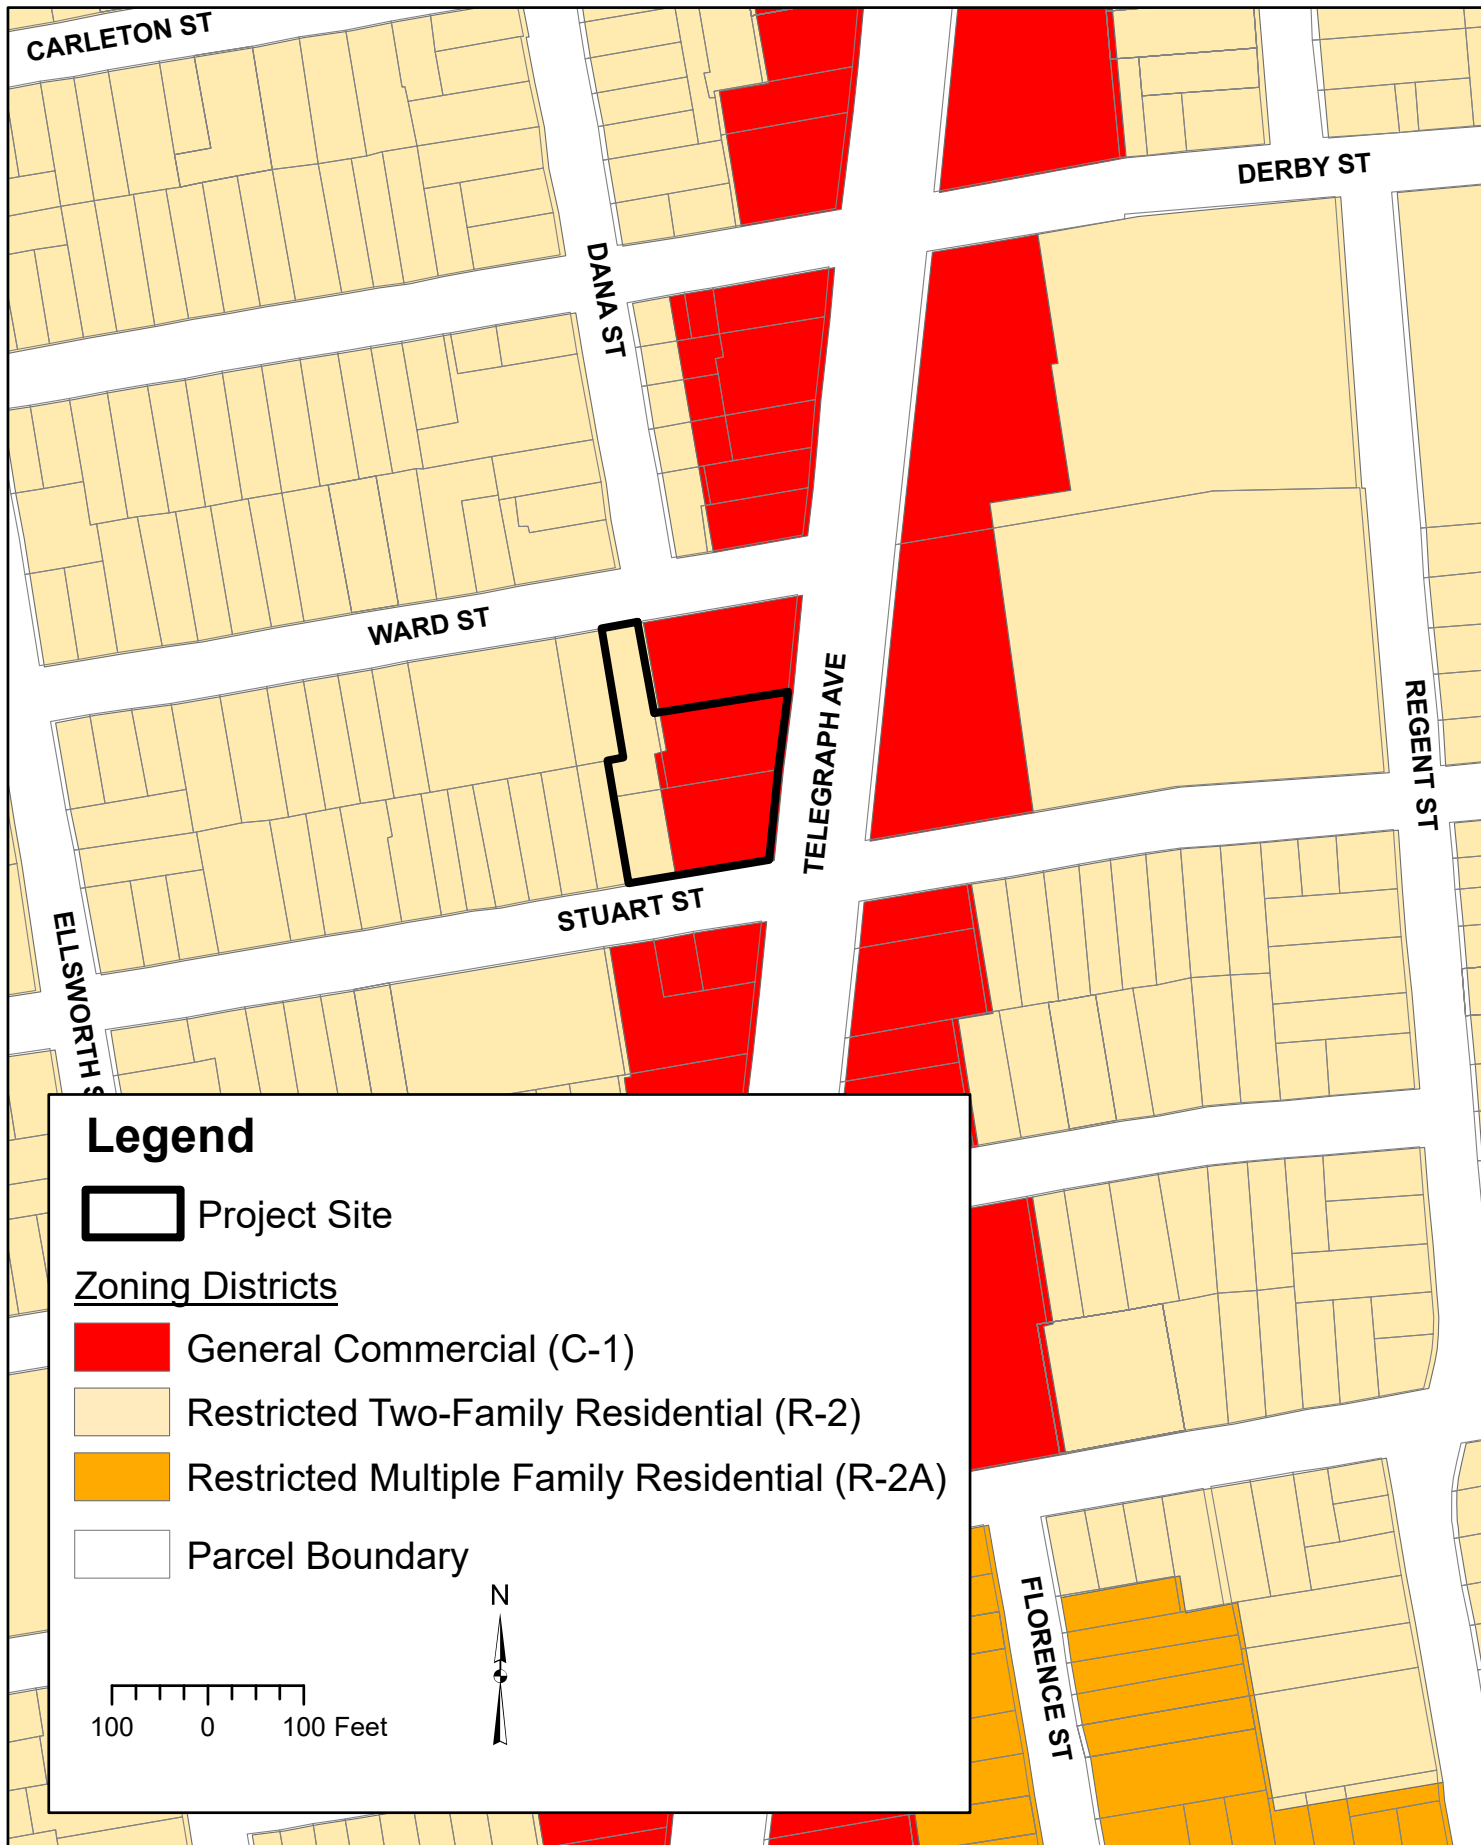 CARLETON ST
DERBY ST
DANA ST
WARD ST
TELEGRAPH AVE
REGENT ST
STUART ST
ELLSWORTH S
Legend
Project Site
Zoning Districts
General Commercial (C-1)
Restricted Two-Family Residential (R-2)
Restricted Multiple Family Residential (R-2A)
Parcel Boundary
N
100 0 100 Feet
FLORENCE ST